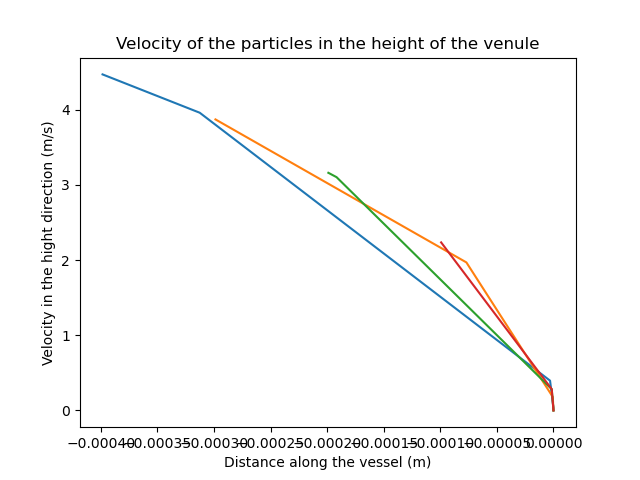 Velocity of the particles in the height of the venule
Velocity in the hight direction (m/s)
4
3
2
1
0
−0.00040 −0.00035 −0.00030 −0.00025 −0.00020 −0.00015 −0.00010 −0.00005 0.00000
Distance along the vessel (m)